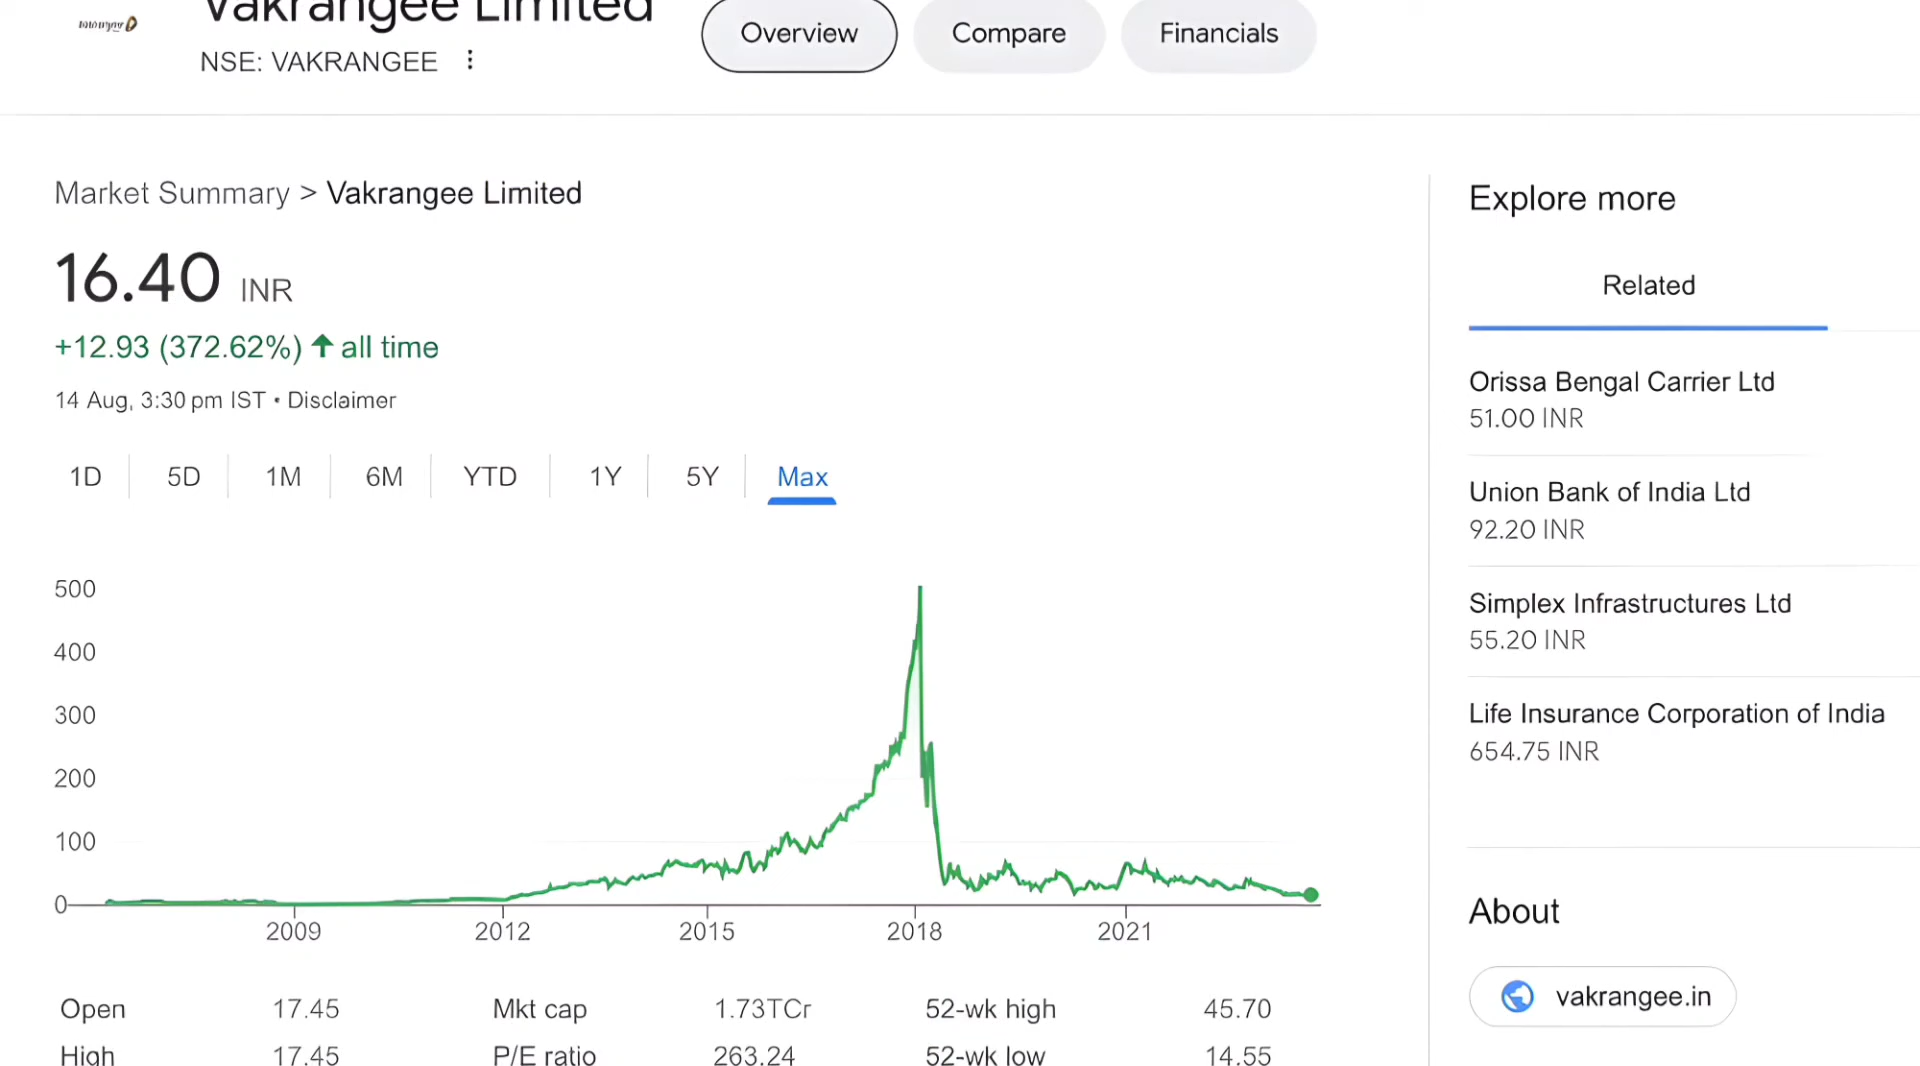 Vakrangee Limited
NSE: VAKRANGEE
Overview
Compare
Financials
Market Summary > Vakrangee Limited
16.40 INR
+12.93 (372.62%) ↑ all time
14 Aug, 3:30 pm IST • Disclaimer
1D 5D 1M 6M YTD 1Y 5Y Max
500
400
300
200
100
0
2009 2012 2015 2018 2021
Open 17.45 Mkt cap 1.73TCr 52-wk high 45.70
High 17.45 P/E ratio 263.24 52-wk low 14.55
Explore more
Related
Orissa Bengal Carrier Ltd
51.00 INR
Union Bank of India Ltd
92.20 INR
Simplex Infrastructures Ltd
55.20 INR
Life Insurance Corporation of India
654.75 INR
About
vakrangee.in